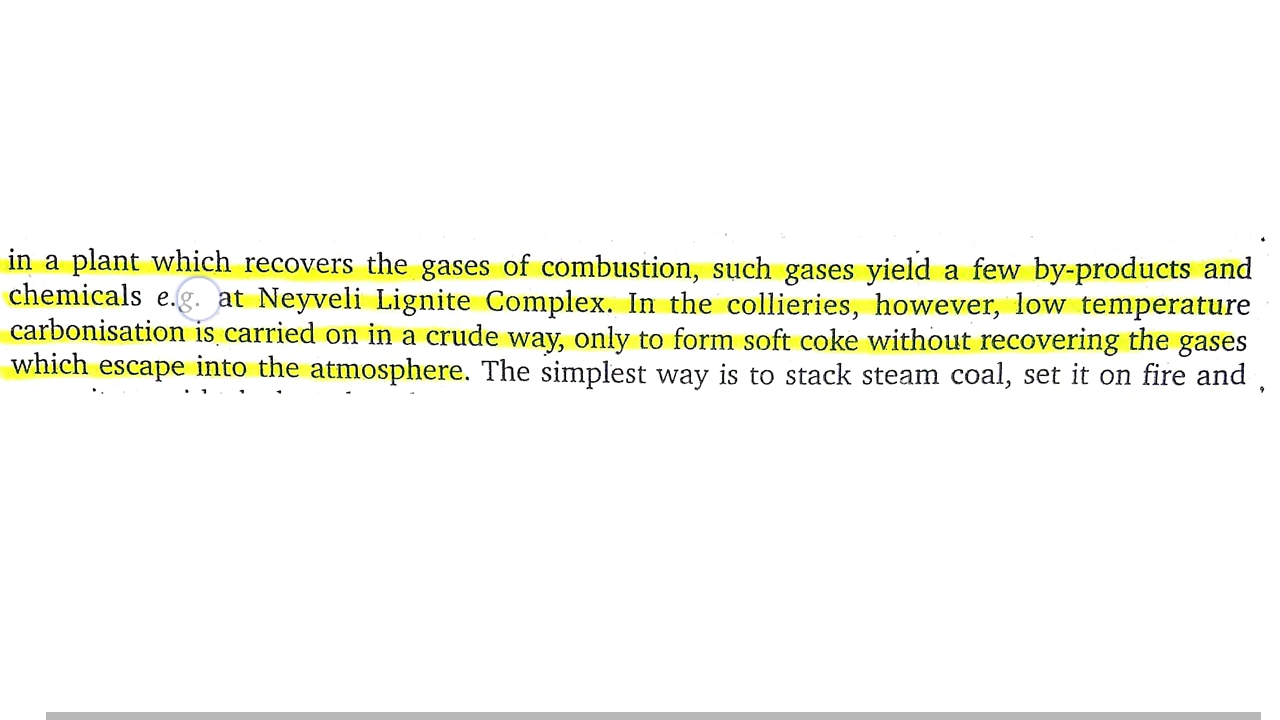 in a plant which recovers the gases of combustion, such gases yield a few by-products and
chemicals e.g. at Neyveli Lignite Complex. In the collieries, however, low temperature
carbonisation is carried on in a crude way, only to form soft coke without recovering the gases
which escape into the atmosphere. The simplest way is to stack steam coal, set it on fire and